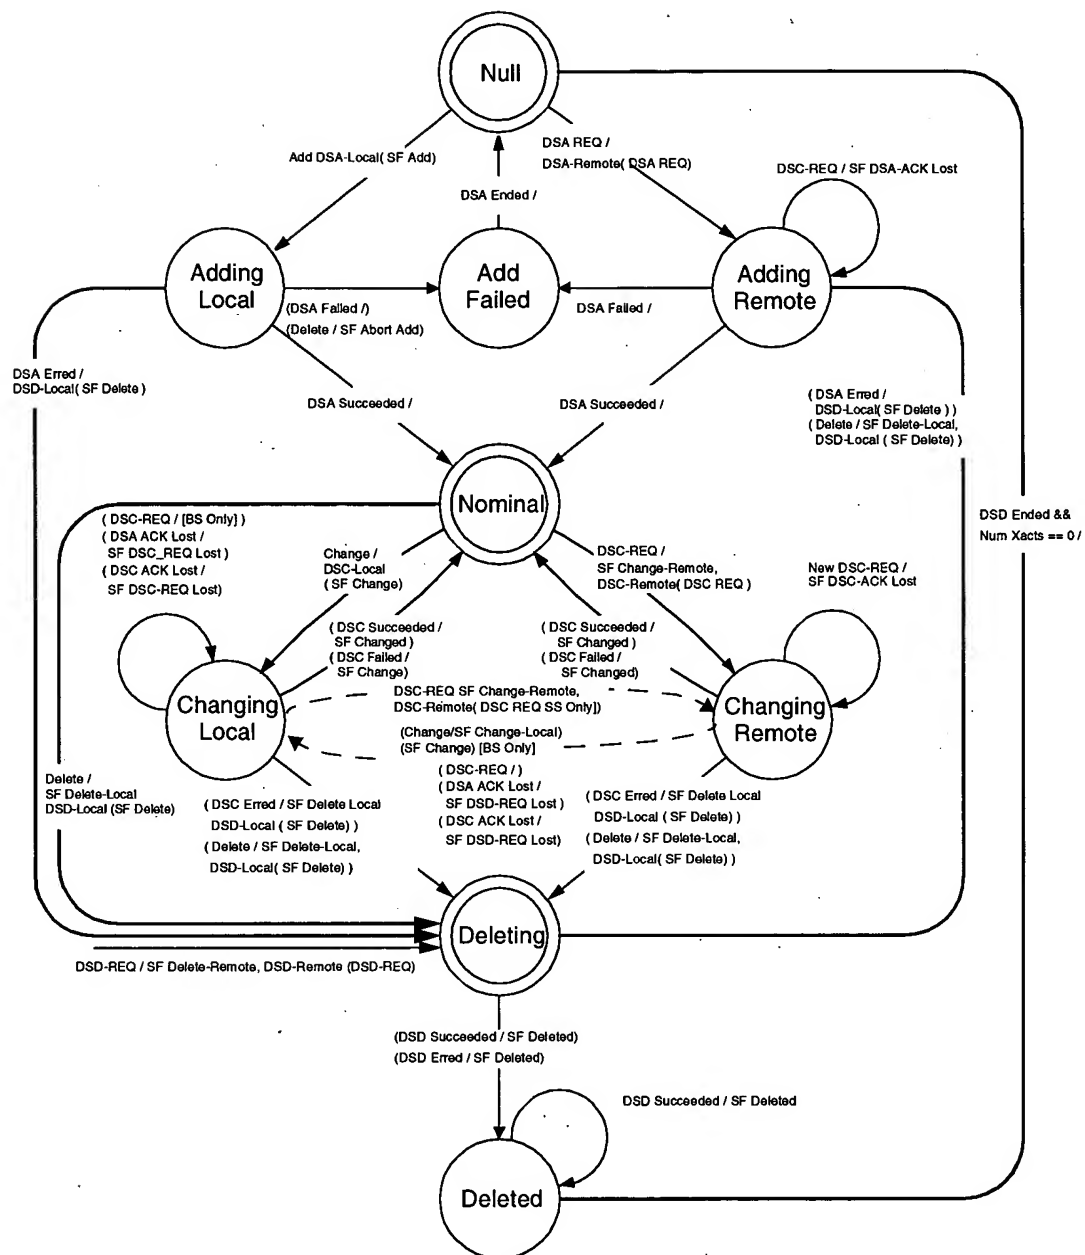 Null
Add DSA-Local( SF Add)
DSA REQ /
DSA-Remote( DSA REQ)
DSC-REQ / SF DSA-ACK Lost
DSA Ended /
Adding
Local
Add
Failed
Adding
Remote
(DSA Failed /)
(Delete / SF Abort Add)
DSA Failed /
DSA Erred /
DSD-Local( SF Delete )
DSA Succeeded /
DSA Succeeded /
( DSA Erred /
DSD-Local( SF Delete ) )
( Delete / SF Delete-Local,
DSD-Local ( SF Delete) )
Nominal
DSD Ended &&
Num Xacts == 0 /
( DSC-REQ / [BS Only] )
( DSA ACK Lost /
SF DSC_REQ Lost )
( DSC ACK Lost /
SF DSC-REQ Lost)
Change /
DSC-Local
( SF Change)
DSC-REQ /
SF Change-Remote,
DSC-Remote( DSC REQ )
New DSC-REQ /
SF DSC-ACK Lost
( DSC Succeeded /
SF Changed )
( DSC Failed /
SF Change)
( DSC Succeeded /
SF Changed )
( DSC Failed /
SF Changed)
Changing
Local
DSC-REQ SF Change-Remote,
DSC-Remote( DSC REQ SS Only])
(Change/SF Change-Local)
(SF Change) [BS Only]
Changing
Remote
Delete /
SF Delete-Local
DSD-Local (SF Delete)
( DSC Erred / SF Delete Local
DSD-Local ( SF Delete) )
( Delete / SF Delete-Local,
DSD-Local( SF Delete) )
( DSC-REQ / )
( DSA ACK Lost /
SF DSD-REQ Lost )
( DSC ACK Lost /
SF DSD-REQ Lost)
( DSC Erred / SF Delete Local
DSD-Local ( SF Delete) )
( Delete / SF Delete-Local,
DSD-Local( SF Delete) )
Deleting
DSD-REQ / SF Delete-Remote, DSD-Remote (DSD-REQ)
(DSD Succeeded / SF Deleted)
(DSD Erred / SF Deleted)
DSD Succeeded / SF Deleted
Deleted